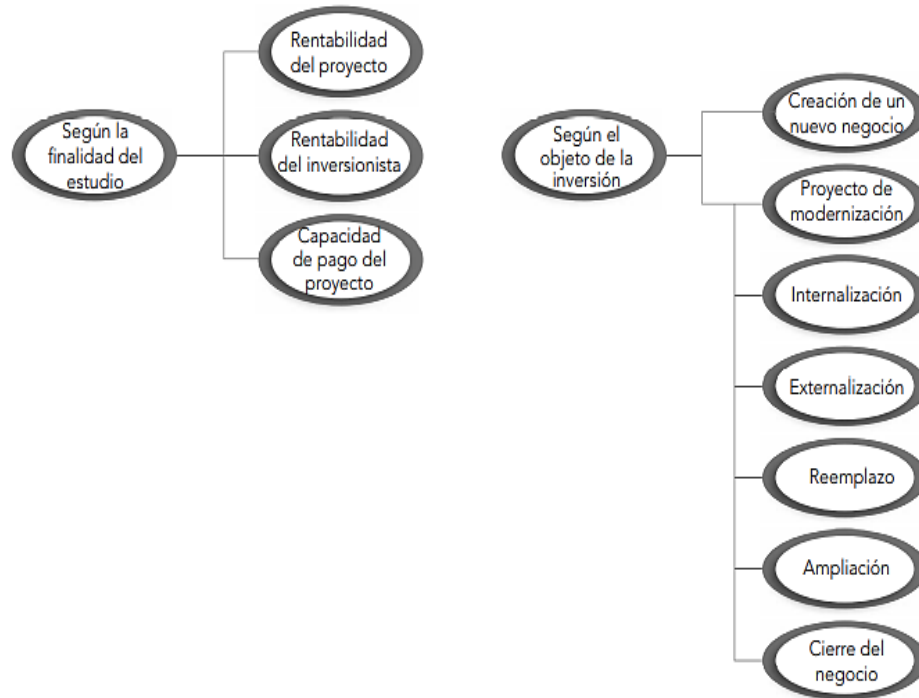 Según la
finalidad del
estudio
Rentabilidad
del proyecto
Rentabilidad
del inversionista
Capacidad
de pago del
proyecto
Según el
objeto de la
inversión
Creación de un
nuevo negocio
Proyecto de
modernización
Internalización
Externalización
Reemplazo
Ampliación
Cierre del
negocio